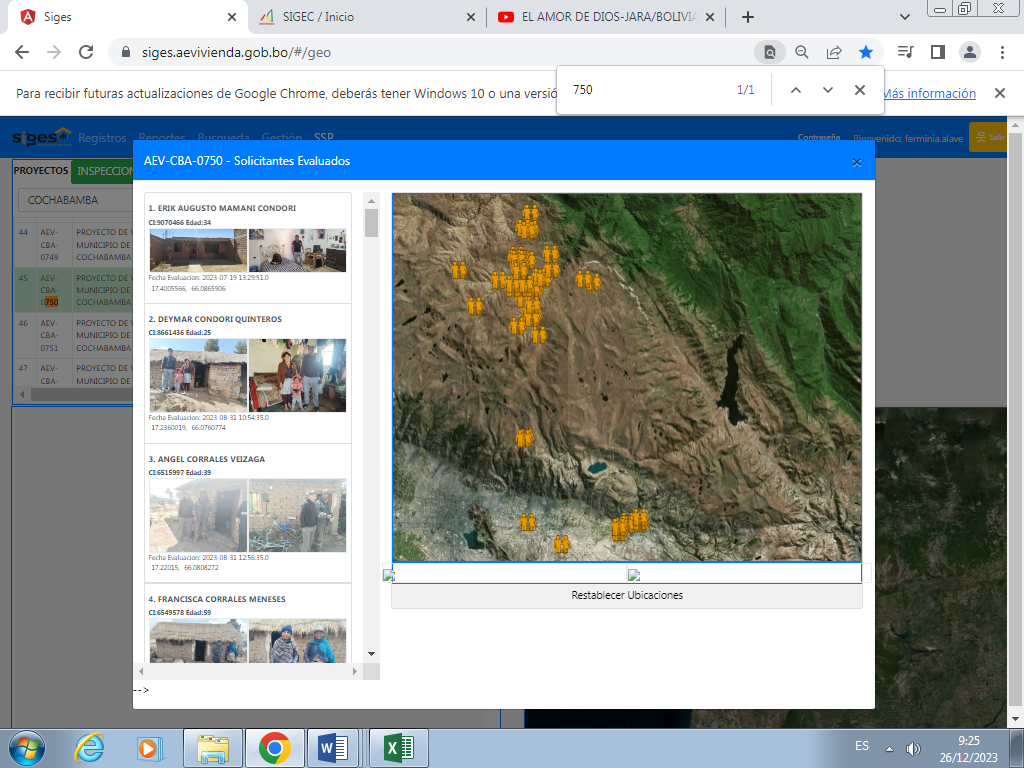 Siges
SIGEC / Inicio
EL AMOR DE DIOS-JARA/BOLIVIA
siges.aevivienda.gob.bo/#/geo
Para recibir futuras actualizaciones de Google Chrome, deberás tener Windows 10 o una versió
Más información
750
1/1
siges
Registros
Reportes
Busqueda
Gestión
SSP
Contraseña
Bienvenido: ferminia.alave
Salir
PROYECTOS
INSPECCION
COCHABAMBA
44
AEV-
CBA-
0749
PROYECTO DE V
MUNICIPIO DE
COCHABAMBA
45
AEV-
CBA-
0750
PROYECTO DE V
MUNICIPIO DE
COCHABAMBA
46
AEV-
CBA-
0751
PROYECTO DE V
MUNICIPIO DE
COCHABAMBA
47
AEV-
CBA-
PROYECTO DE V
MUNICIPIO DE
AEV-CBA-0750 - Solicitantes Evaluados
1. ERIK AUGUSTO MAMANI CONDORI
CI:9070466 Edad:34
Fecha Evaluacion: 2023-07-19 13:29:51.0
-17.4005566, -66.0865906
2. DEYMAR CONDORI QUINTEROS
CI:8661436 Edad:25
Fecha Evaluacion: 2023-08-31 10:54:35.0
-17.2360019, -66.0760774
3. ANGEL CORRALES VEIZAGA
CI:6515997 Edad:39
Fecha Evaluacion: 2023-08-31 12:56:35.0
-17.22015, -66.0808272
4. FRANCISCA CORRALES MENESES
CI:6549578 Edad:59
Restablecer Ubicaciones
-->
ES
9:25
26/12/2023